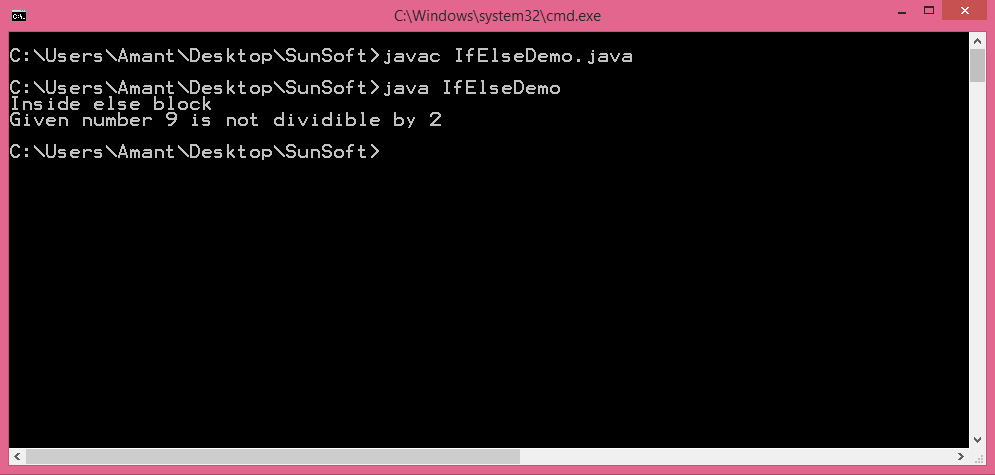 C:\Windows\system32\cmd.exe
C:\Users\Amant\Desktop\SunSoft>javac IfElseDemo.java
C:\Users\Amant\Desktop\SunSoft>java IfElseDemo
Inside else block
Given number 9 is not dividible by 2
C:\Users\Amant\Desktop\SunSoft>